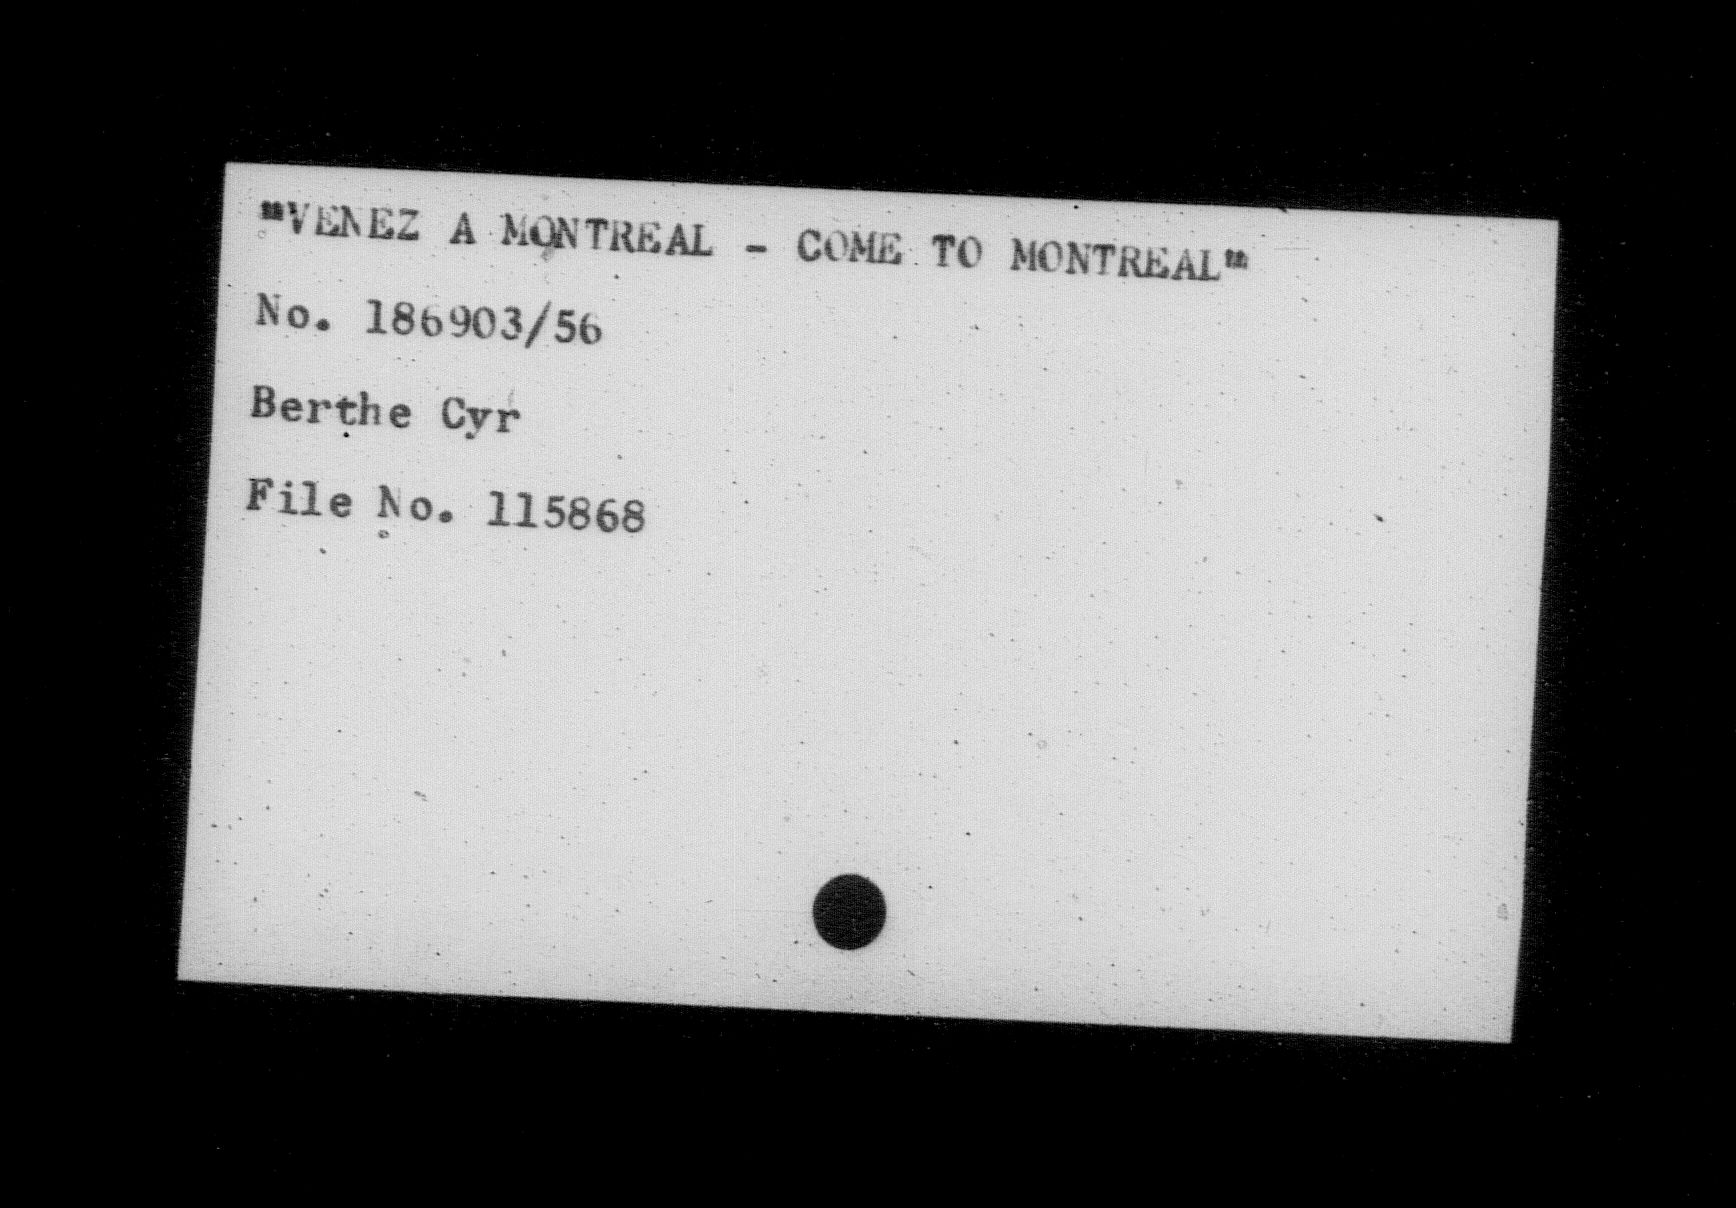 "VENEZ A MONTREAL - COME TO MONTREAL"
No. 186903/56
Berthe Cyr
File No. 115868